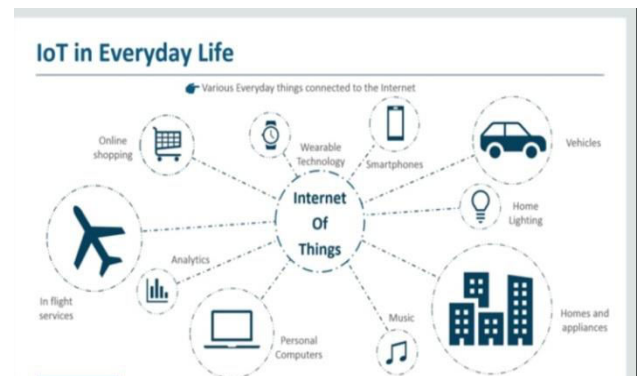 IoT in Everyday Life
Various Everyday things connected to the Internet
Online
shopping
Wearable
Technology
Smartphones
Vehicles
Internet
Of
Things
Home
Lighting
Analytics
In flight
services
Personal
Computers
Music
Homes and
appliances